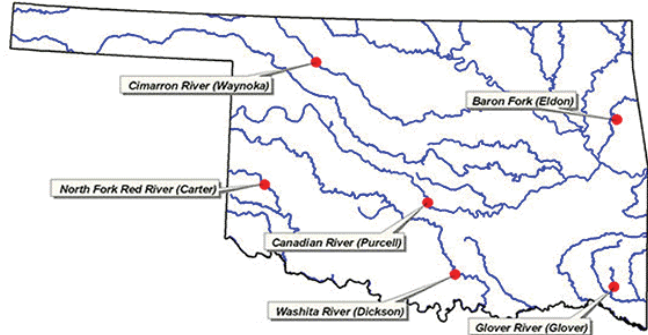 Cimarron River (Waynoka)
Baron Fork (Eldon)
North Fork Red River (Carter)
Canadian River (Purcell)
Washita River (Dickson)
Glover River (Glover)